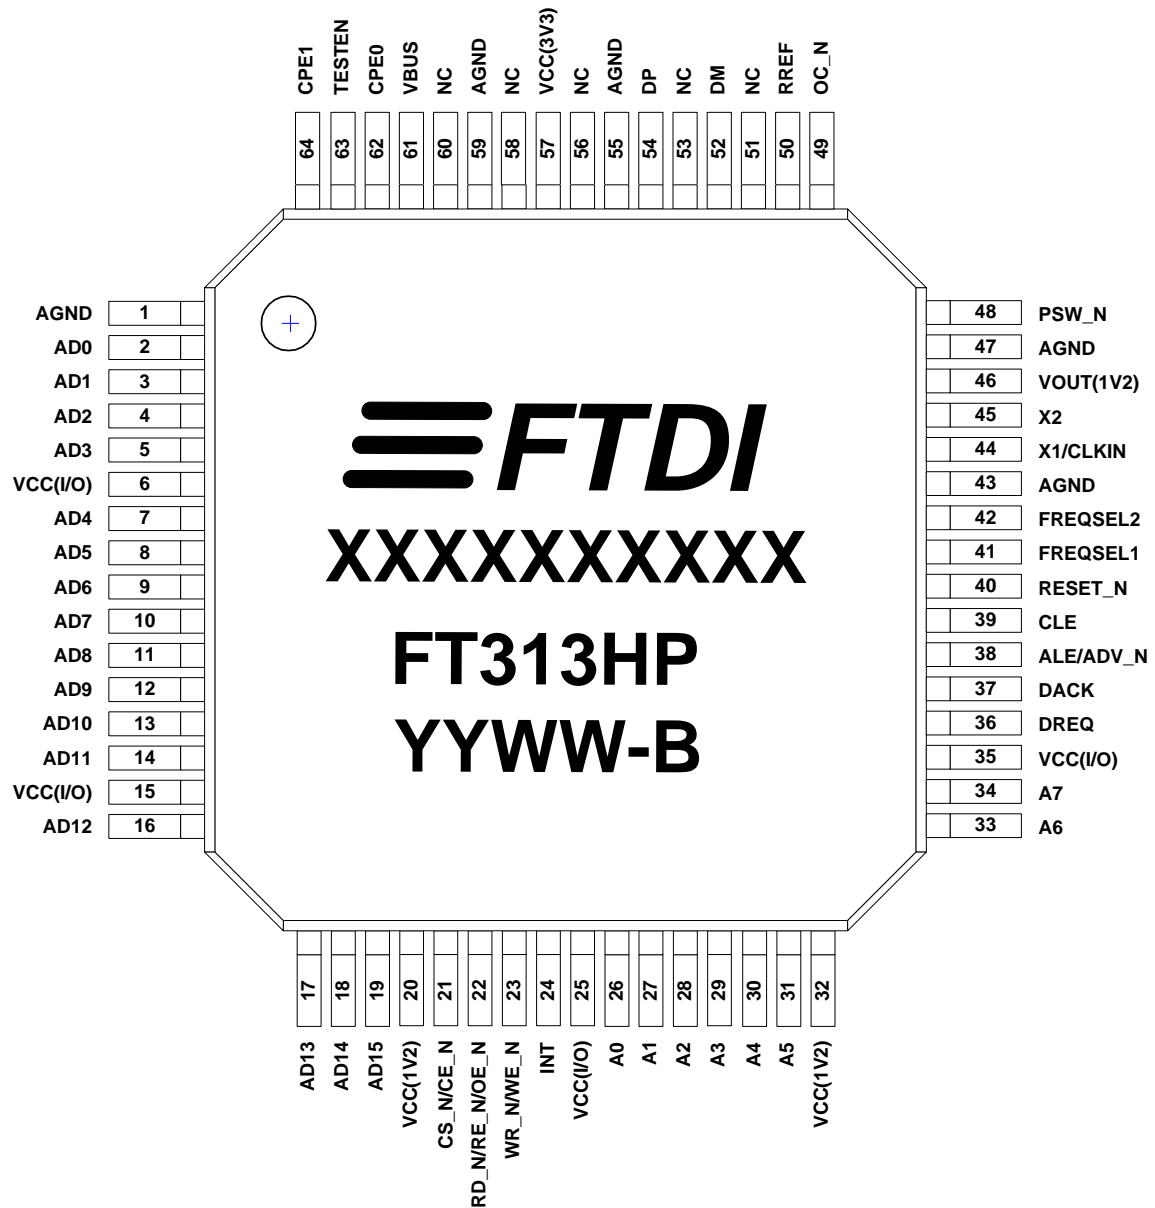 CPE1 TESTEN CPE0 VBUS NC AGND NC VCC(3V3) NC AGND DP NC DM NC RREF OC_N
64 63 62 61 60 59 58 57 56 55 54 53 52 51 50 49
AGND 1
AD0 2
AD1 3
AD2 4
AD3 5
VCC(I/O) 6
AD4 7
AD5 8
AD6 9
AD7 10
AD8 11
AD9 12
AD10 13
AD11 14
VCC(I/O) 15
AD12 16
FTDI
XXXXXXXXXX
FT313HP
YYWW-B
48 PSW_N
47 AGND
46 VOUT(1V2)
45 X2
44 X1/CLKIN
43 AGND
42 FREQSEL2
41 FREQSEL1
40 RESET_N
39 CLE
38 ALE/ADV_N
37 DACK
36 DREQ
35 VCC(I/O)
34 A7
33 A6
17 18 19 20 21 22 23 24 25 26 27 28 29 30 31 32
AD13 AD14 AD15 VCC(1V2) CS_N/CE_N RD_N/RE_N/OE_N WR_N/WE_N INT VCC(I/O) A0 A1 A2 A3 A4 A5 VCC(1V2)